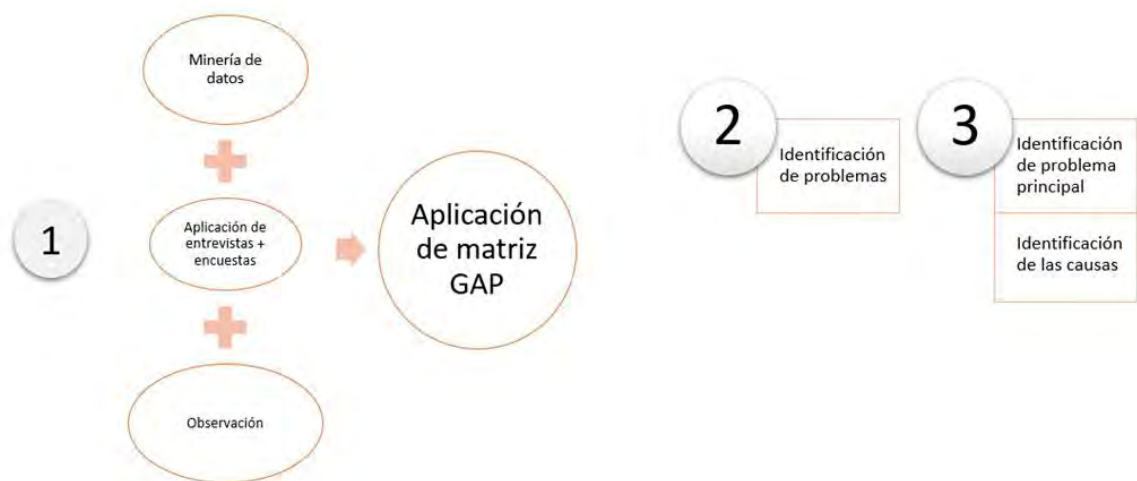 1
Minería de
datos
Aplicación de
entrevistas +
encuestas
Observación
Aplicación
de matriz
GAP
2
Identificación
de problemas
3
Identificación
de problema
principal
Identificación
de las causas